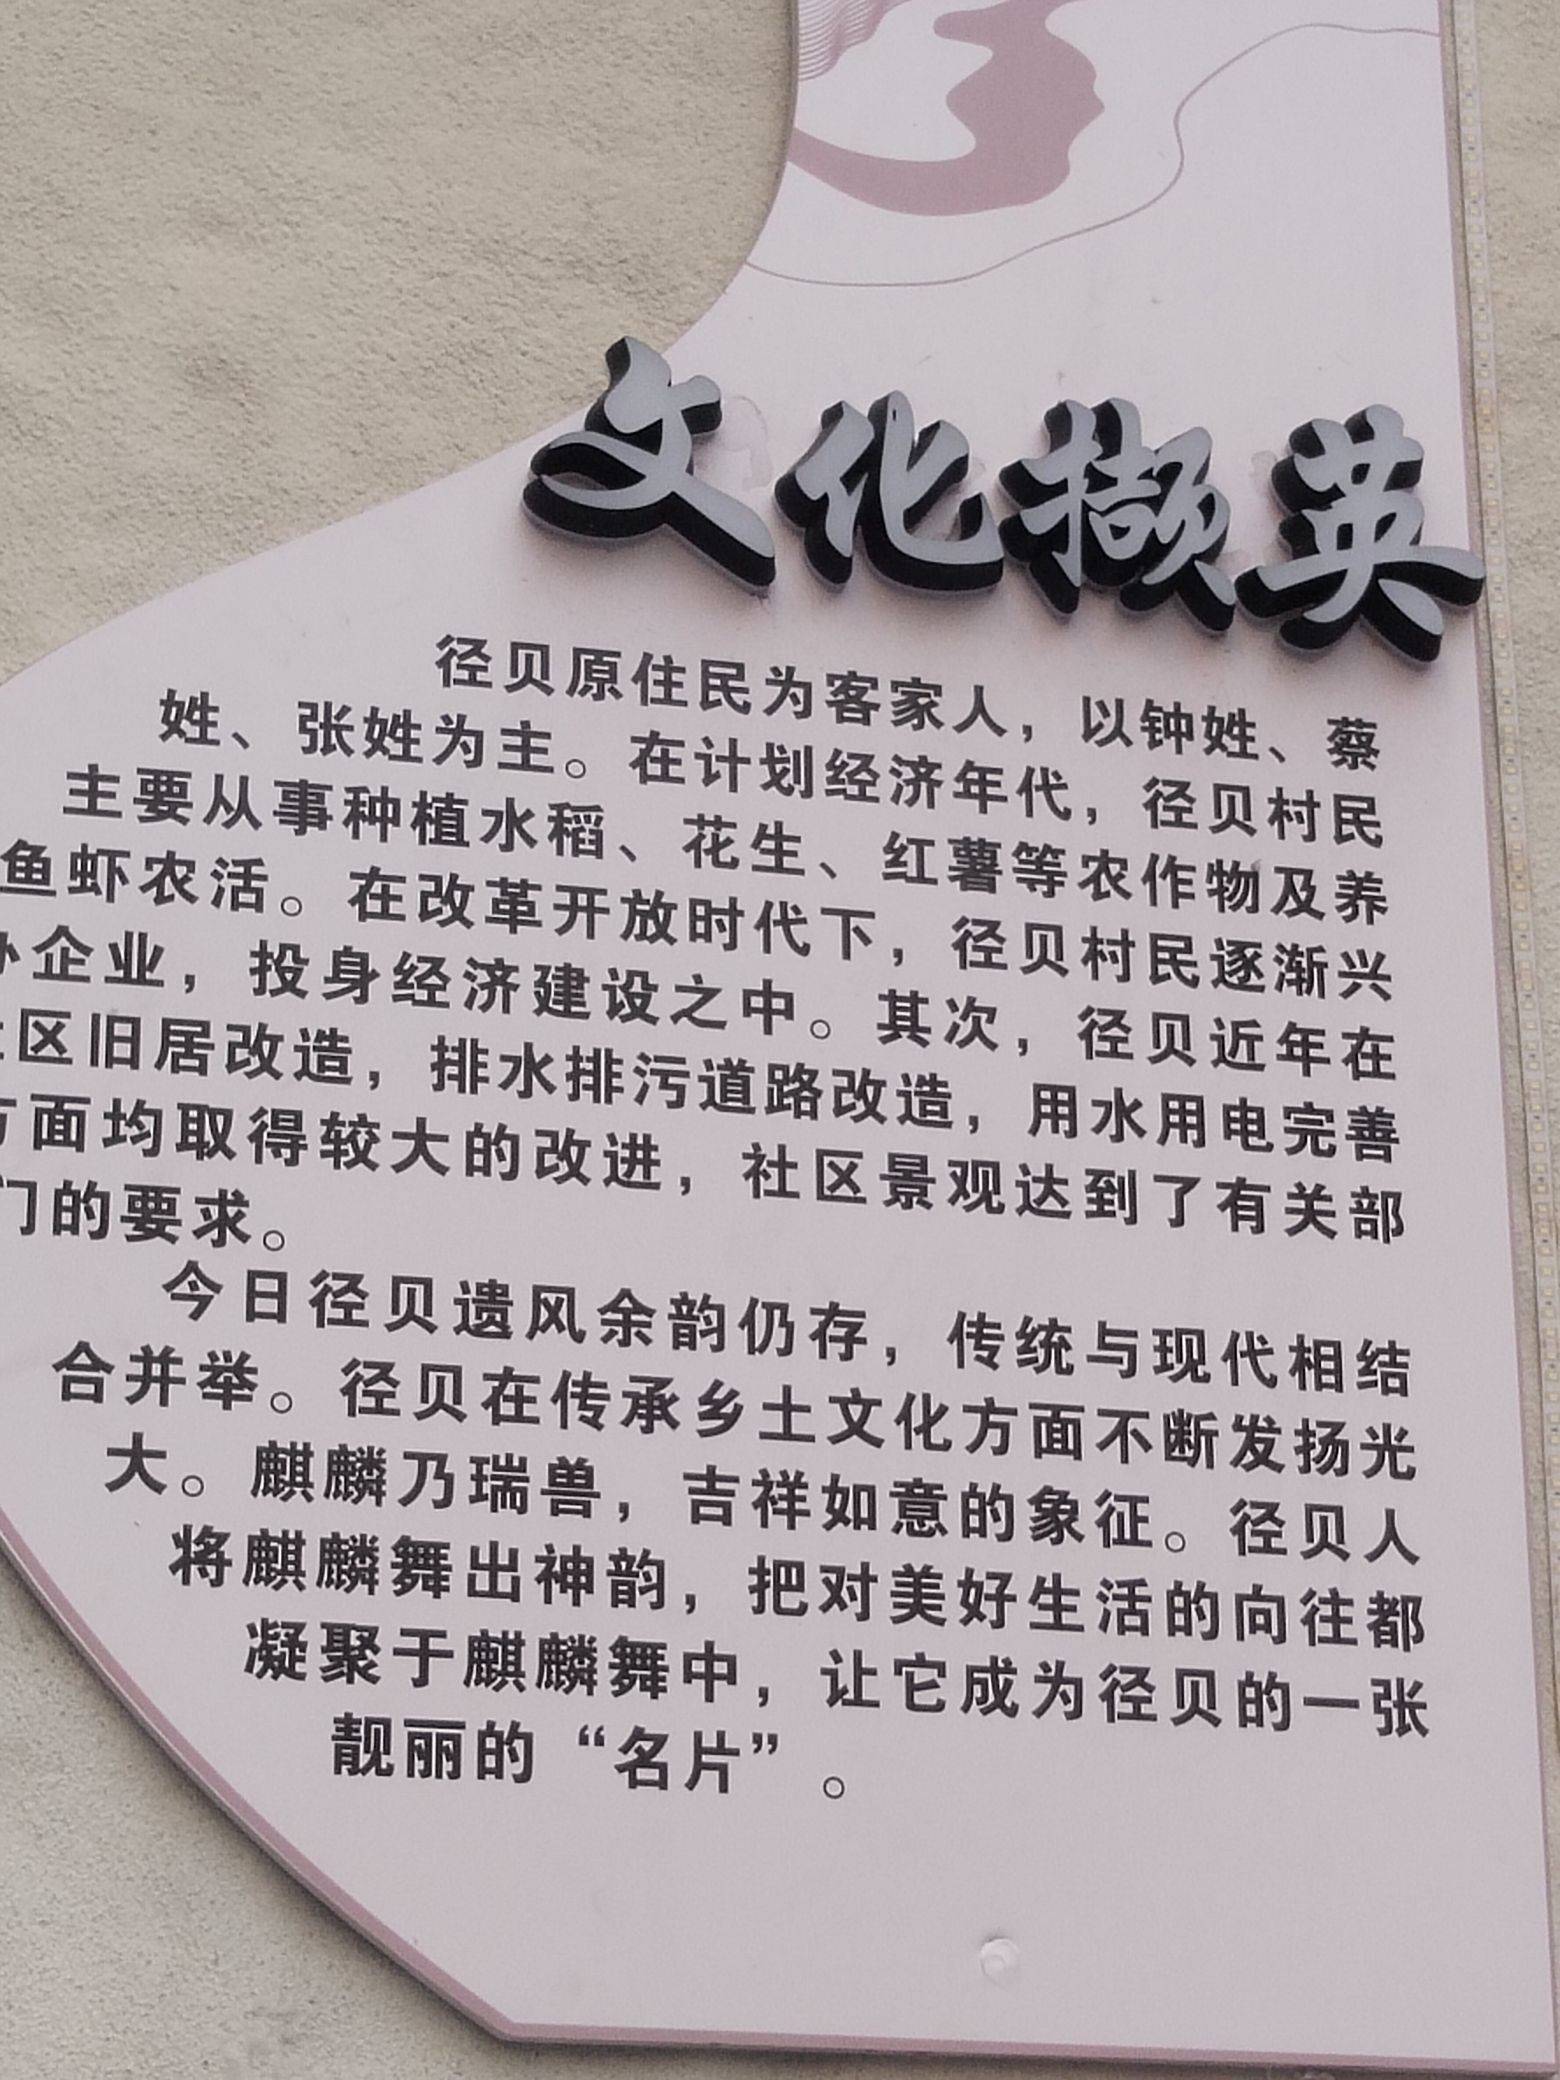 文化撷英
径贝原住民为客家人，以钟姓、蔡
姓、张姓为主。在计划经济年代，径贝村民
主要从事种植水稻、花生、红薯等农作物及养
鱼虾农活。在改革开放时代下，径贝村民逐渐兴
办企业，投身经济建设之中。其次，径贝近年在
社区旧居改造，排水排污道路改造，用水用电完善
方面均取得较大的改进，社区景观达到了有关部
门的要求。
今日径贝遗风余韵仍存，传统与现代相结
合并举。径贝在传承乡土文化方面不断发扬光
大。麒麟乃瑞兽，吉祥如意的象征。径贝人
将麒麟舞出神韵，把对美好生活的向往都
凝聚于麒麟舞中，让它成为径贝的一张
靓丽的“名片”。